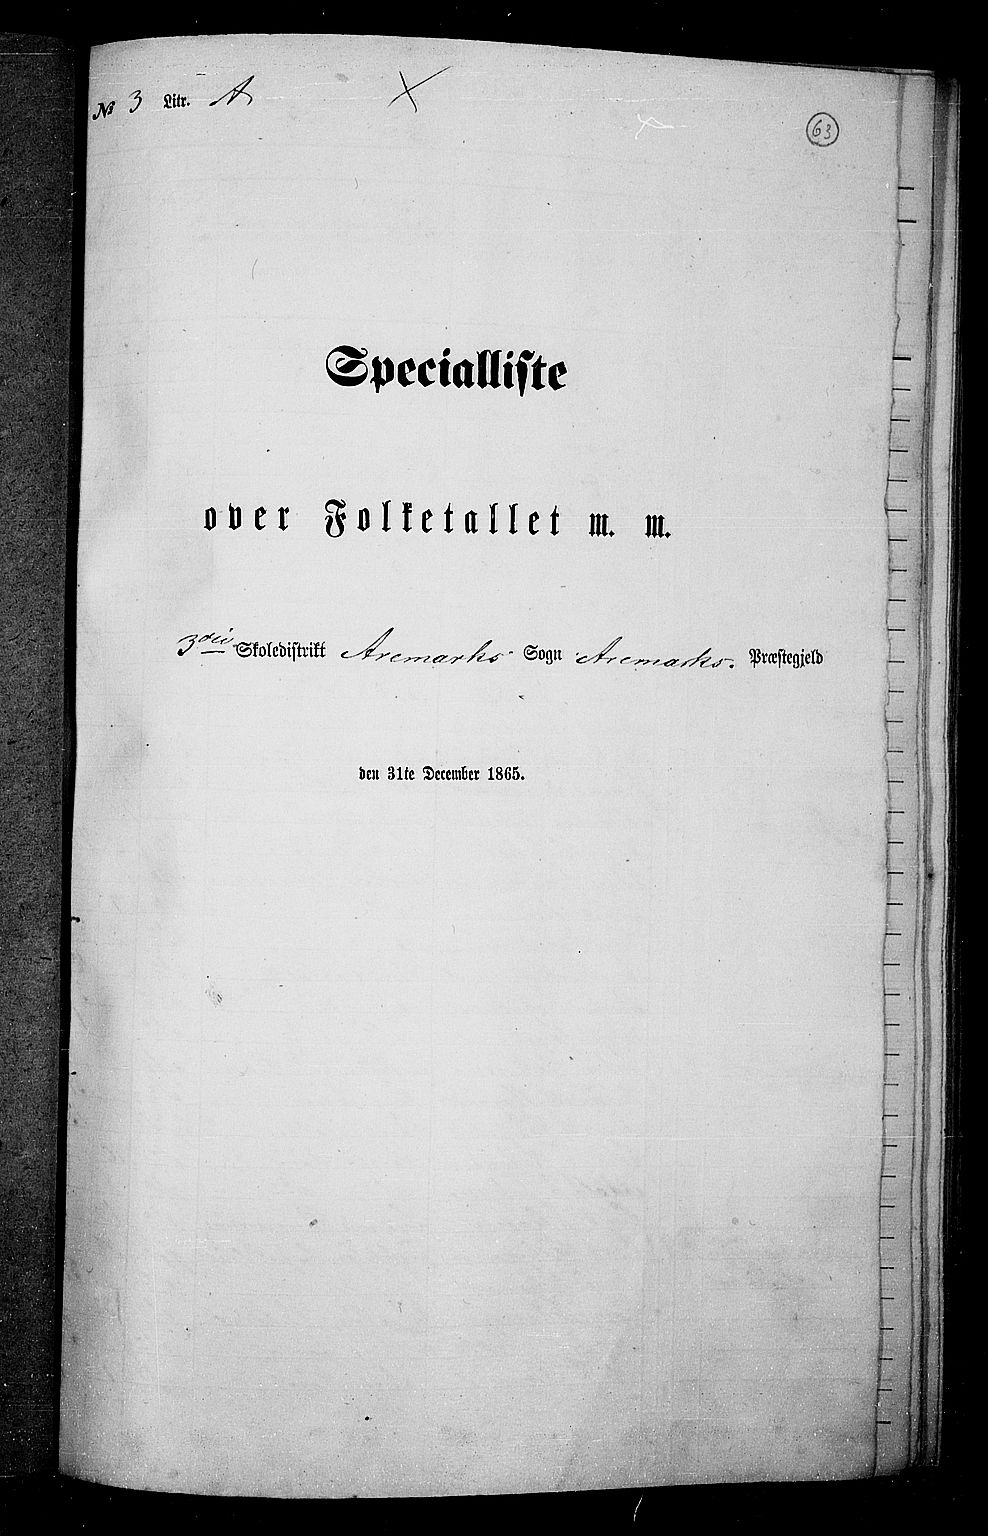 № 3 Litr. A
63
Specialliste
over Folketallet m. m.
3die Skoledistrikt Aremarks Sogn Aremarks. Præstegjeld
den 31te December 1865.